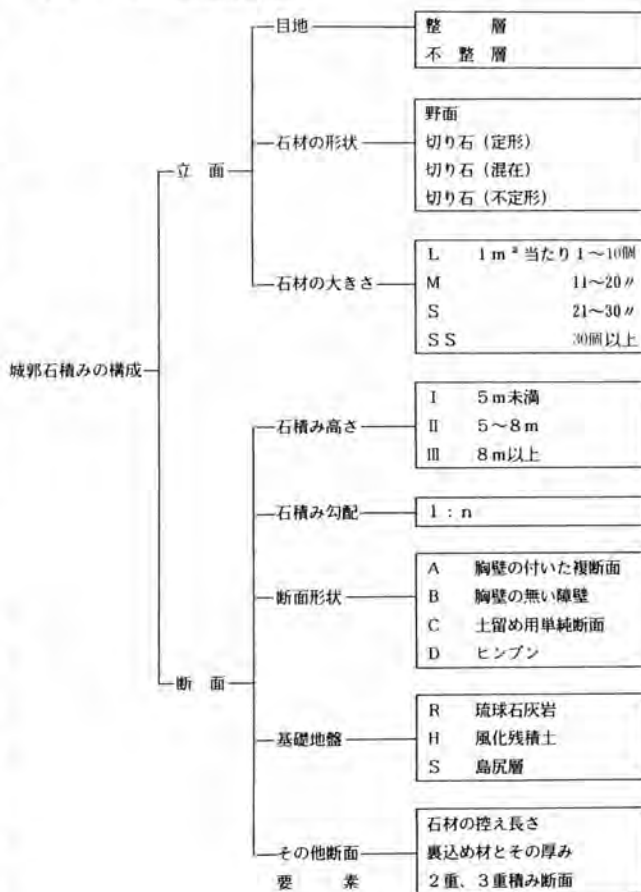 目地
整 層
不 整 層
石材の形状
野面
切り石 (定形)
切り石 (混在)
切り石 (不定形)
立 面
石材の大きさ
L 1m²当たり1~10個
M 11~20〃
S 21~30〃
SS 30個以上
城郭石積みの構成
石積み高さ
I 5m未満
II 5~8m
III 8m以上
石積み勾配
1 : n
断面形状
A 胸壁の付いた複断面
B 胸壁の無い障壁
C 土留め用単純断面
D ヒンプン
断 面
基礎地盤
R 琉球石灰岩
H 風化残積土
S 島尻層
その他断面
要 素
石材の控え長さ
裏込め材とその厚み
2重、3重積み断面